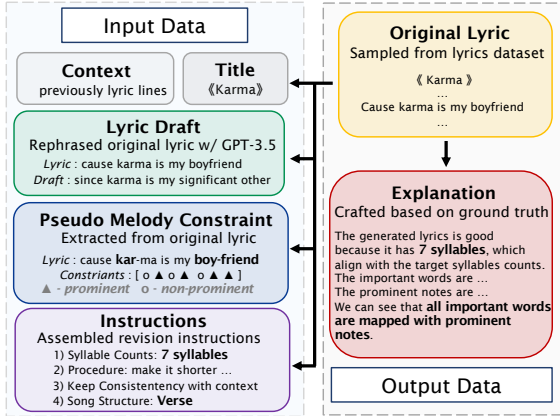 Input Data
Context
previously lyric lines
Title
《Karma》
Lyric Draft
Rephrased original lyric w/ GPT-3.5
Lyric : cause karma is my boyfriend
Draft : since karma is my significant other
Pseudo Melody Constraint
Extracted from original lyric
Lyric : cause kar-ma is my boy-friend
Constriants : [ o ▲ o ▲ o ▲ ▲ ]
▲ - prominent o - non-prominent
Instructions
Assembled revision instructions
1) Syllable Counts: 7 syllables
2) Procedure: make it shorter ...
3) Keep Consistentency with context
4) Song Structure: Verse
Original Lyric
Sampled from lyrics dataset
《 Karma 》
...
Cause karma is my boyfriend
...
Explanation
Crafted based on ground truth
The generated lyrics is good
because it has 7 syllables, which
align with the target syllables counts.
The important words are ...
The prominent notes are ...
We can see that all important words
are mapped with prominent
notes.
Output Data